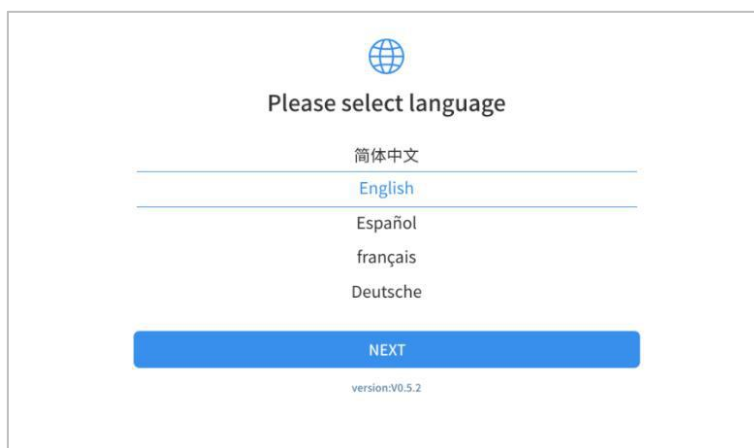 Please select language
简体中文
English
Español
français
Deutsche
NEXT
version:V0.5.2